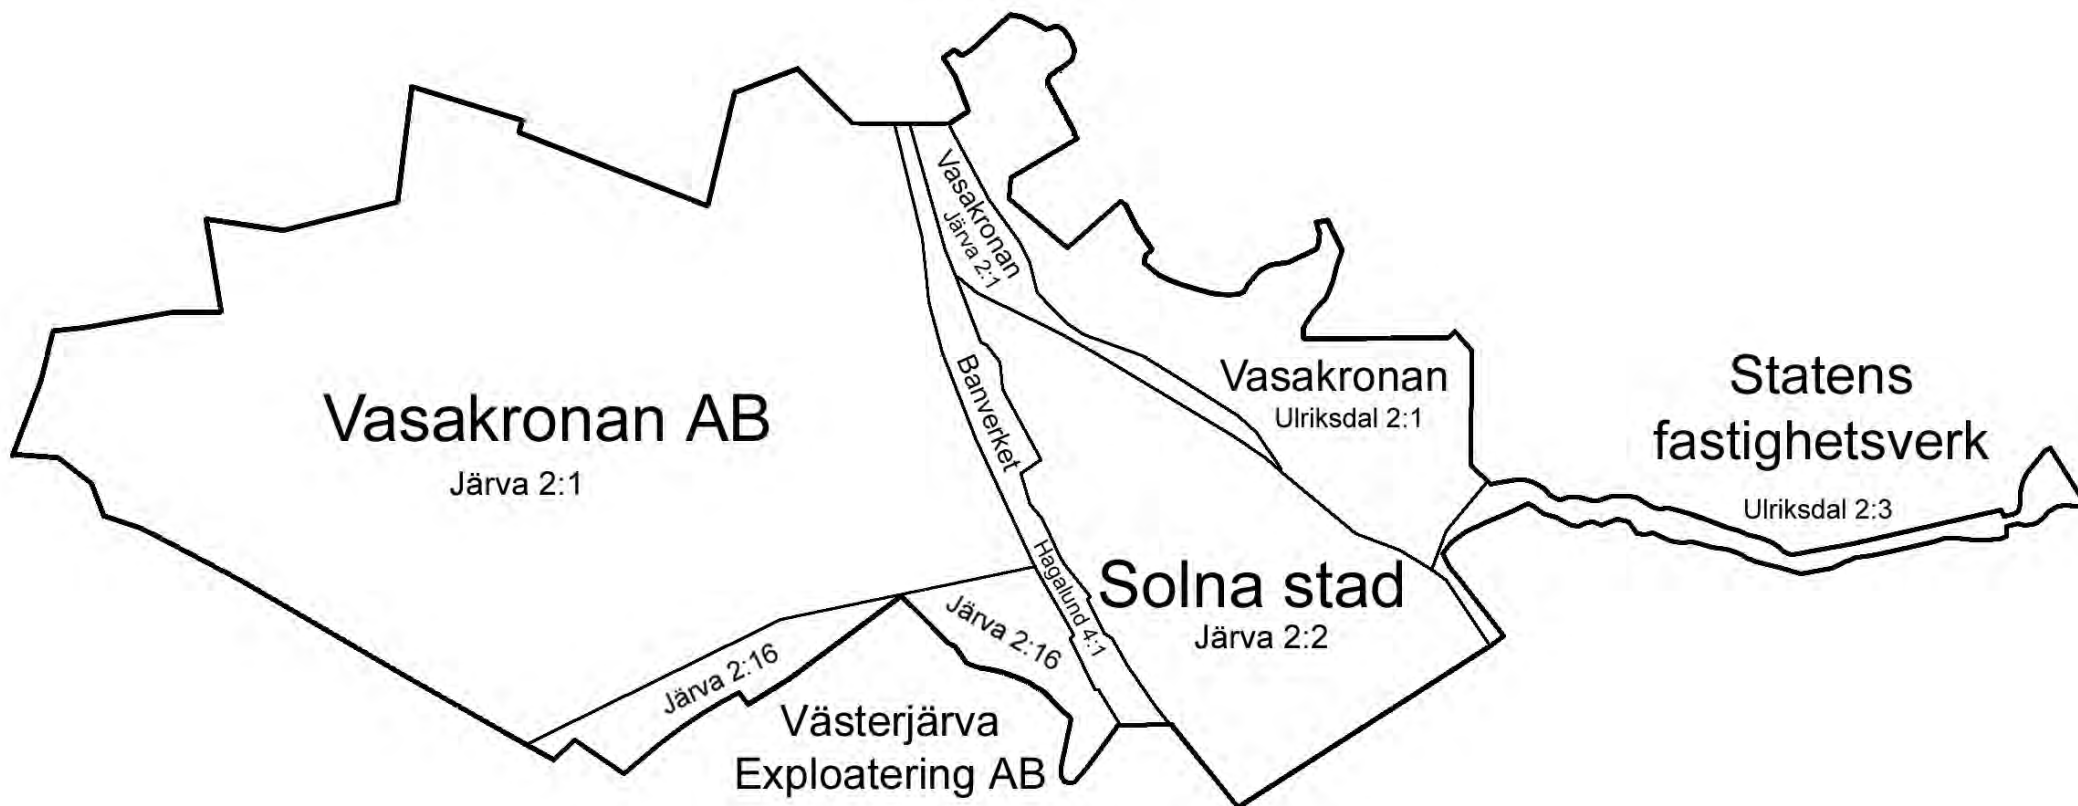 Vasakronan
Järva 2:1
Vasakronan AB
Järva 2:1
Banverket
Hagalund 4:1
Vasakronan
Ulriksdal 2:1
Statens
fastighetsverk
Ulriksdal 2:3
Solna stad
Järva 2:2
Järva 2:16
Järva 2:16
Västerjärva
Exploatering AB